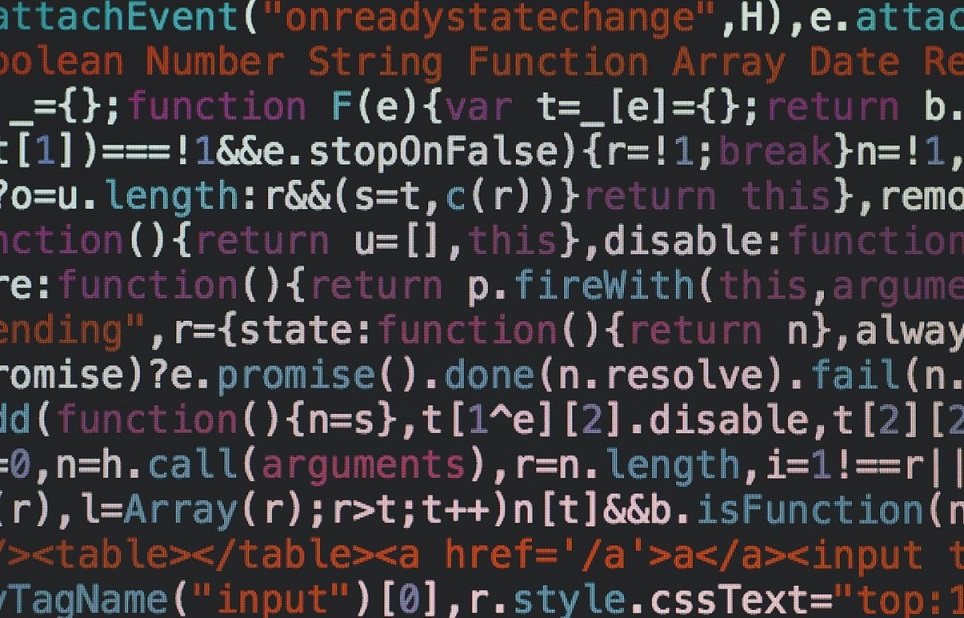 attachEvent("onreadystatechange",H),e.attac
oolean Number String Function Array Date Re
_={};function F(e){var t=_[e]={};return b.
t[1])===!1&&e.stopOnFalse){r=!1;break}n=!1,
?o=u.length:r&&(s=t,c(r))}return this},remo
nction(){return u=[],this},disable:function
re:function(){return p.fireWith(this,argume
ending",r={state:function(){return n},alway
romise)?e.promise().done(n.resolve).fail(n.
dd(function(){n=s},t[1^e][2].disable,t[2][2
=0,n=h.call(arguments),r=n.length,i=1!==r||
(r),l=Array(r);r>t;t++)n[t]&&b.isFunction(n
/><table></table><a href='/a'>a</a><input t
yTagName("input")[0],r.style.cssText="top:1